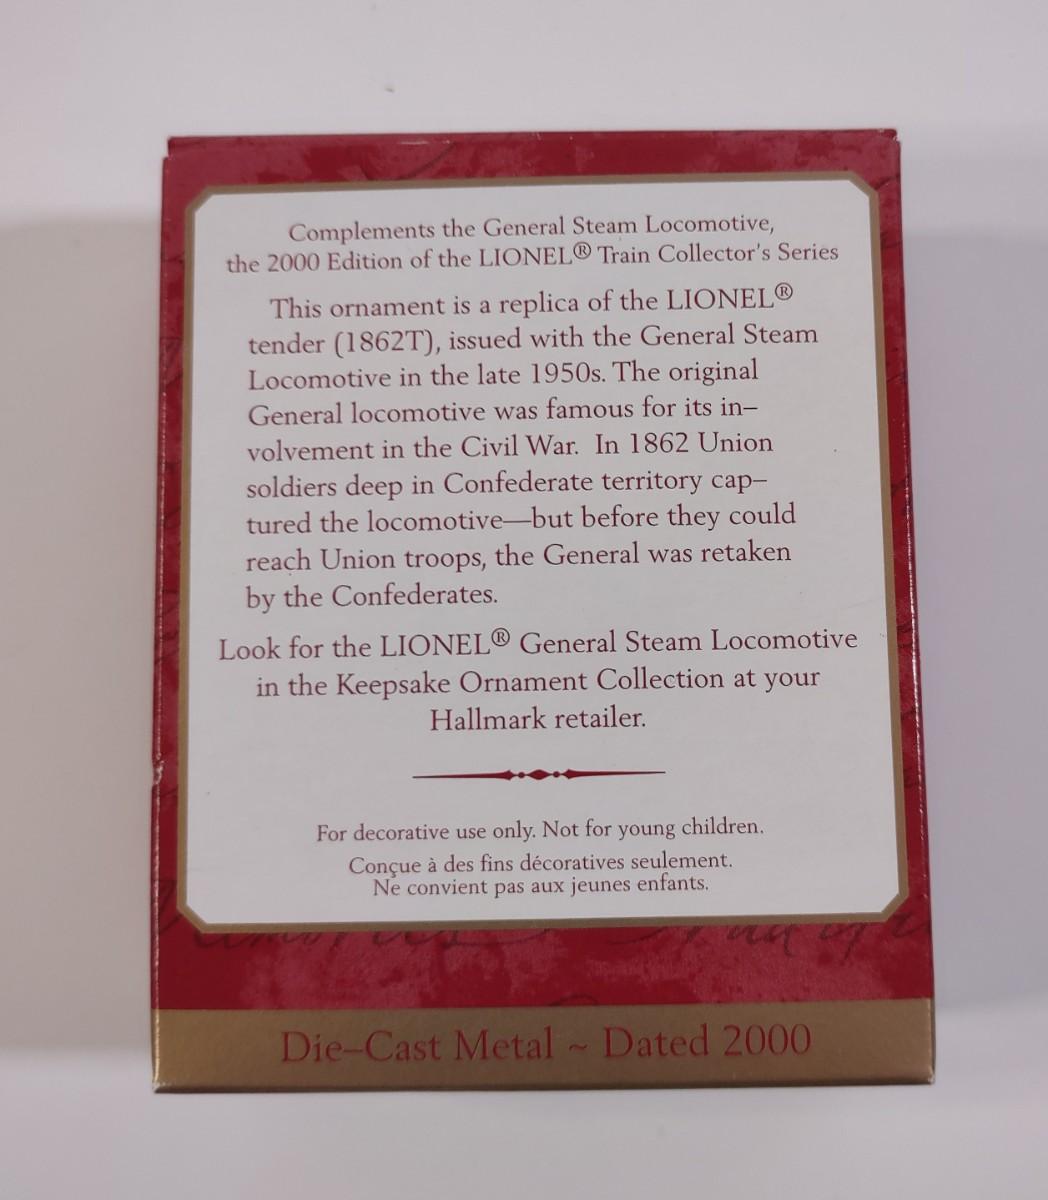 Complements the General Steam Locomotive,
the 2000 Edition of the LIONEL® Train Collector's Series
This ornament is a replica of the LIONEL®
tender (1862T), issued with the General Steam
Locomotive in the late 1950s. The original
General locomotive was famous for its in–
volvement in the Civil War. In 1862 Union
soldiers deep in Confederate territory cap–
tured the locomotive—but before they could
reach Union troops, the General was retaken
by the Confederates.
Look for the LIONEL® General Steam Locomotive
in the Keepsake Ornament Collection at your
Hallmark retailer.
For decorative use only. Not for young children.
Conçue à des fins décoratives seulement.
Ne convient pas aux jeunes enfants.
Die–Cast Metal ~ Dated 2000